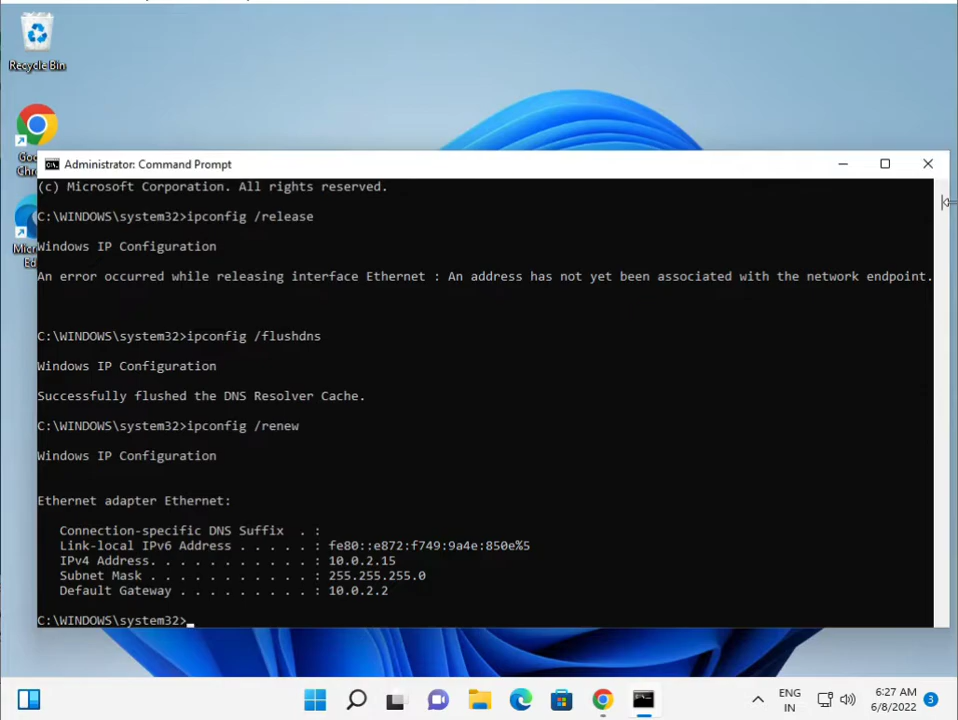 Recycle Bin
Goo
Chro
Micro
Ed
Administrator: Command Prompt
(c) Microsoft Corporation. All rights reserved.
C:\WINDOWS\system32>ipconfig /release
Windows IP Configuration
An error occurred while releasing interface Ethernet : An address has not yet been associated with the network endpoint.
C:\WINDOWS\system32>ipconfig /flushdns
Windows IP Configuration
Successfully flushed the DNS Resolver Cache.
C:\WINDOWS\system32>ipconfig /renew
Windows IP Configuration
Ethernet adapter Ethernet:
Connection-specific DNS Suffix . :
Link-local IPv6 Address . . . . . : fe80::e872:f749:9a4e:850e%5
IPv4 Address. . . . . . . . . . . : 10.0.2.15
Subnet Mask . . . . . . . . . . . : 255.255.255.0
Default Gateway . . . . . . . . . : 10.0.2.2
C:\WINDOWS\system32>
ENG
IN
6:27 AM
6/8/2022
3